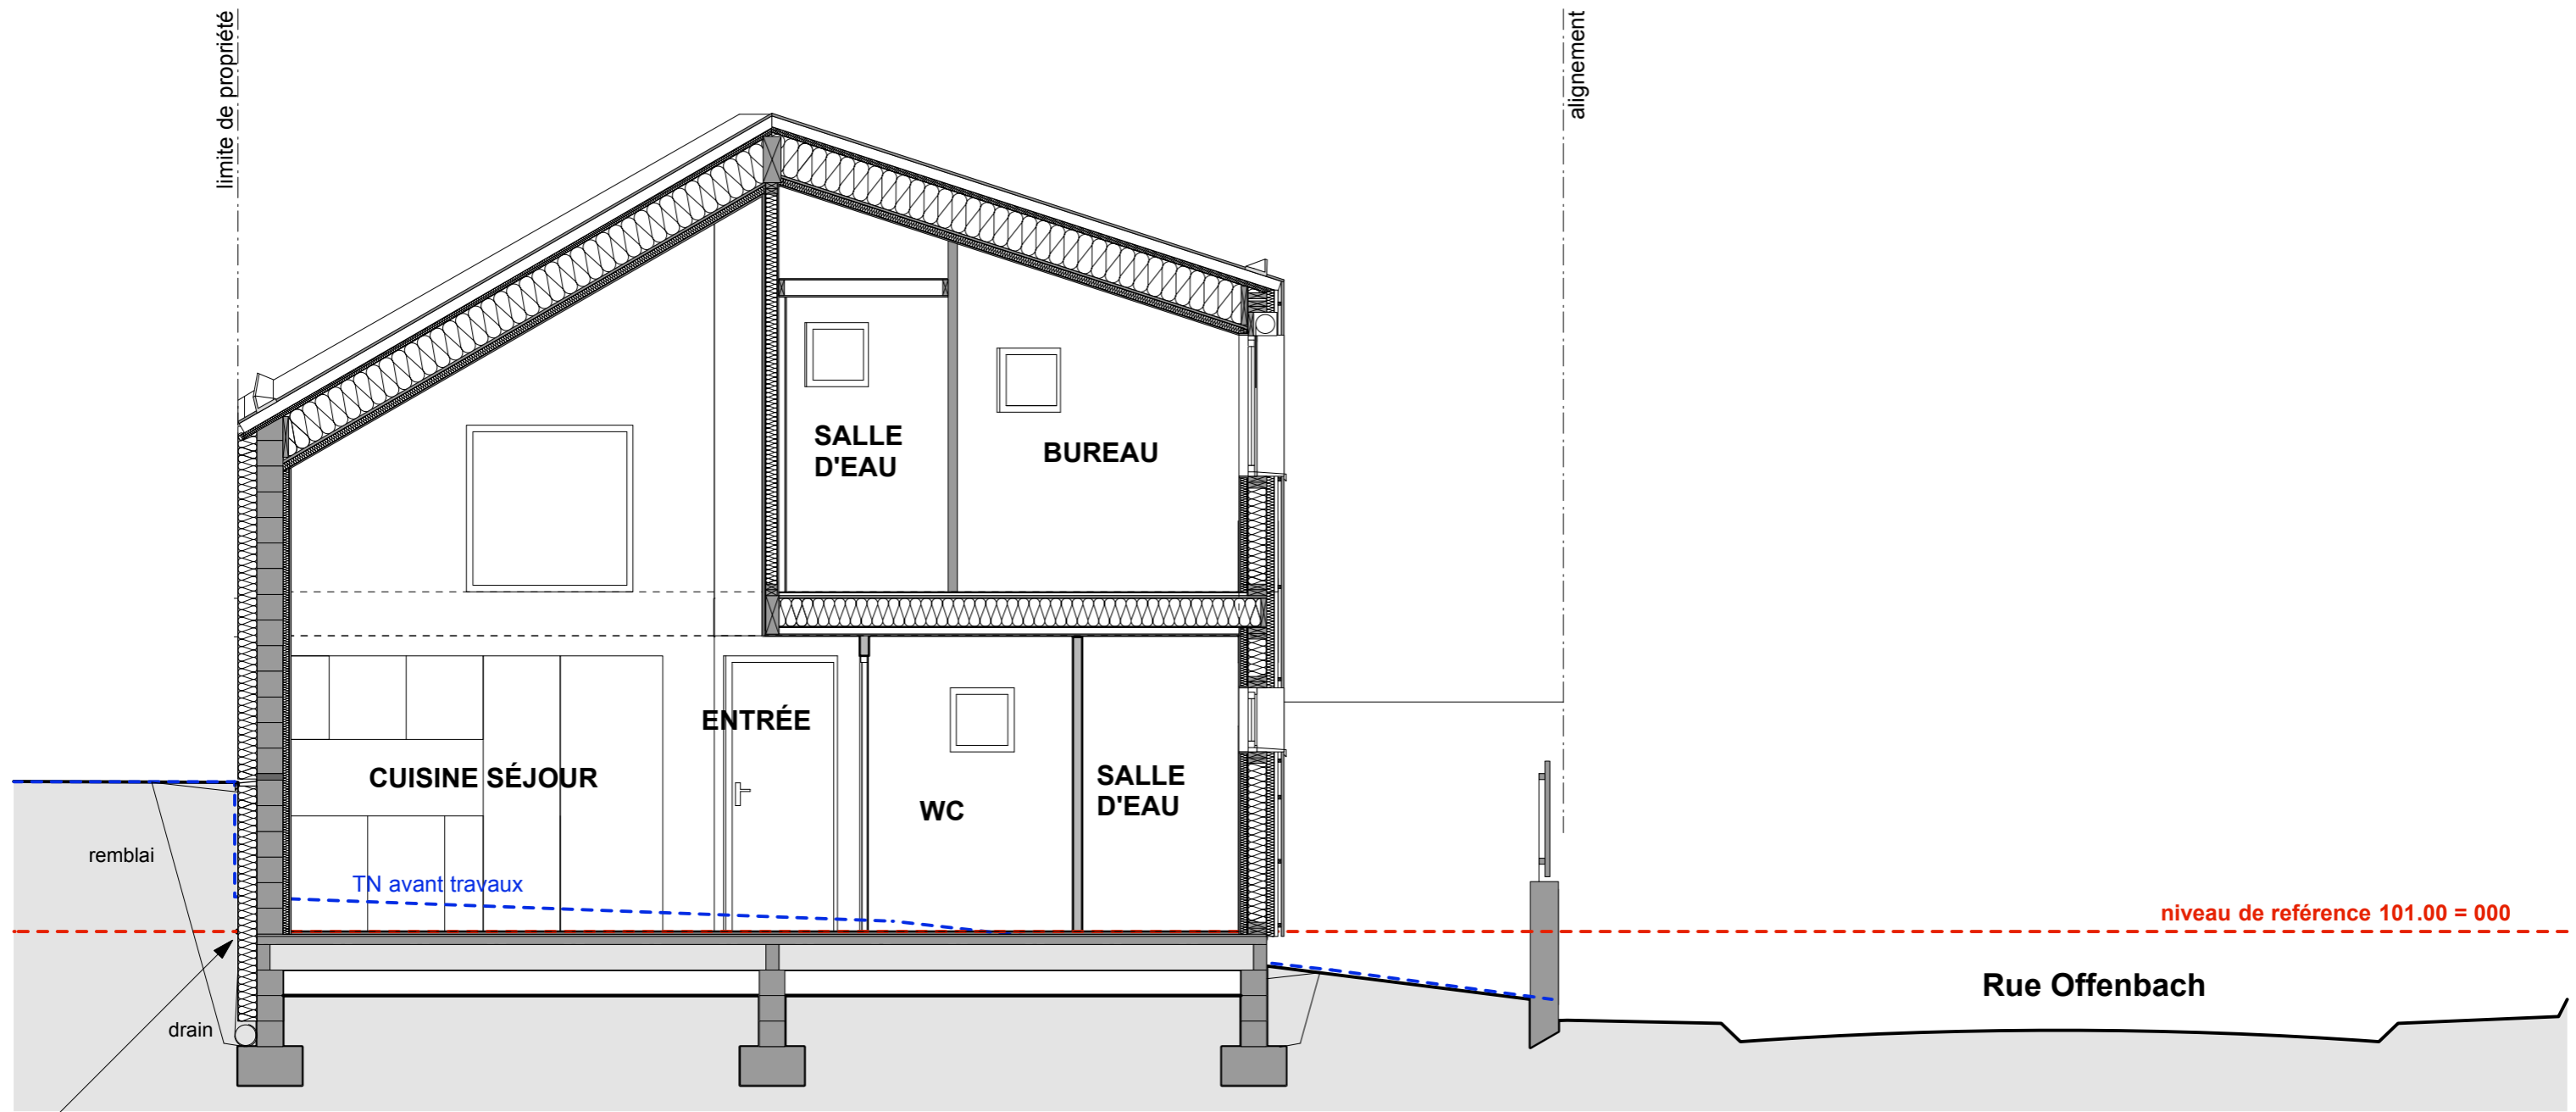 limite de propriété
alignement
SALLE
D'EAU
BUREAU
ENTRÉE
CUISINE SÉJOUR
SALLE
D'EAU
WC
remblai
TN avant travaux
niveau de reférence 101.00 = 000
Rue Offenbach
drain